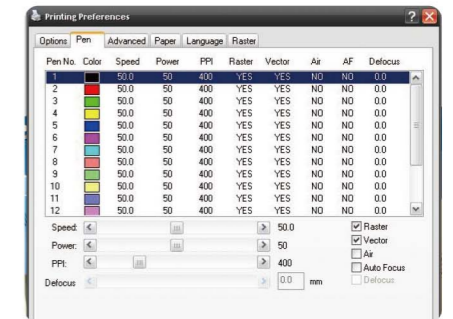 Printing Preferences
Options Pen Advanced Paper Language Raster
Pen No. Color Speed Power PPI Raster Vector Air AF Defocus
1 50.0 50 400 YES YES NO NO 0.0
2 50.0 50 400 YES YES NO NO 0.0
3 50.0 50 400 YES YES NO NO 0.0
4 50.0 50 400 YES YES NO NO 0.0
5 50.0 50 400 YES YES NO NO 0.0
6 50.0 50 400 YES YES NO NO 0.0
7 50.0 50 400 YES YES NO NO 0.0
8 50.0 50 400 YES YES NO NO 0.0
9 50.0 50 400 YES YES NO NO 0.0
10 50.0 50 400 YES YES NO NO 0.0
11 50.0 50 400 YES YES NO NO 0.0
12 50.0 50 400 YES YES NO NO 0.0
Speed: 50.0 Raster
Power: 50 Vector
Air
PPI: 400 Auto Focus
Defocus 0.0 mm Defocus